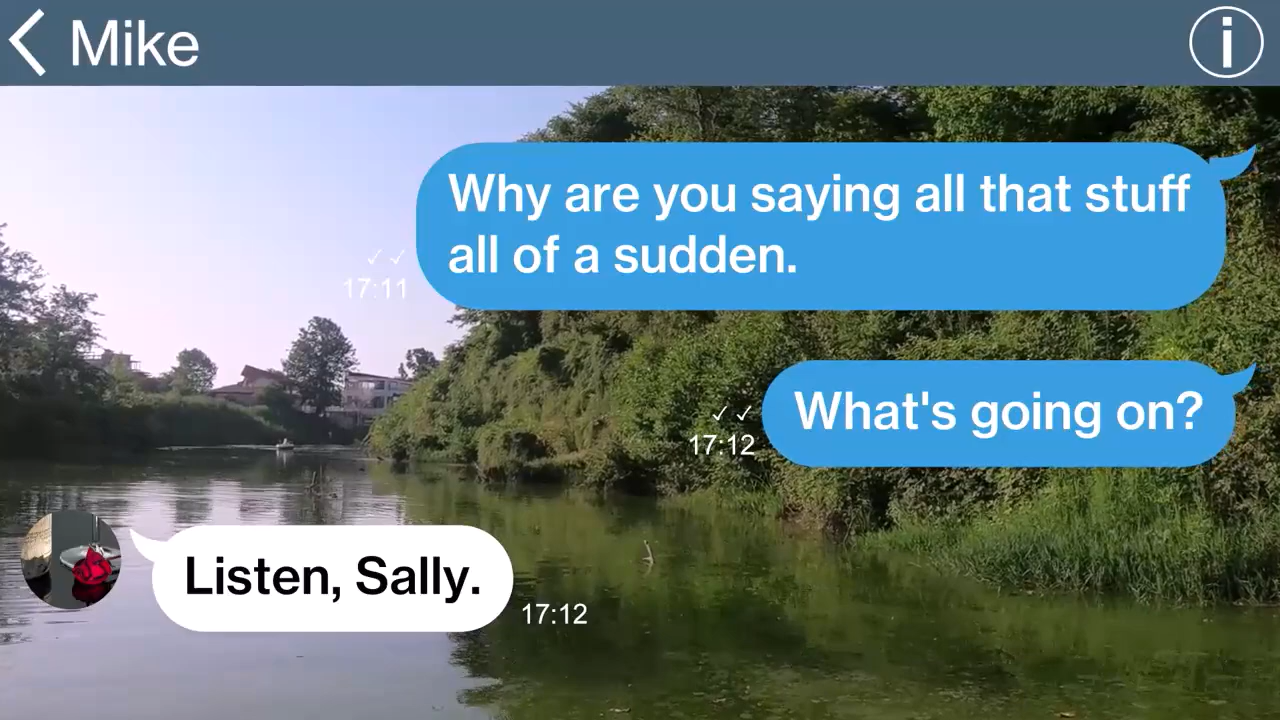 Mike
Why are you saying all that stuff
all of a sudden.
17:11
What's going on?
17:12
Listen, Sally.
17:12